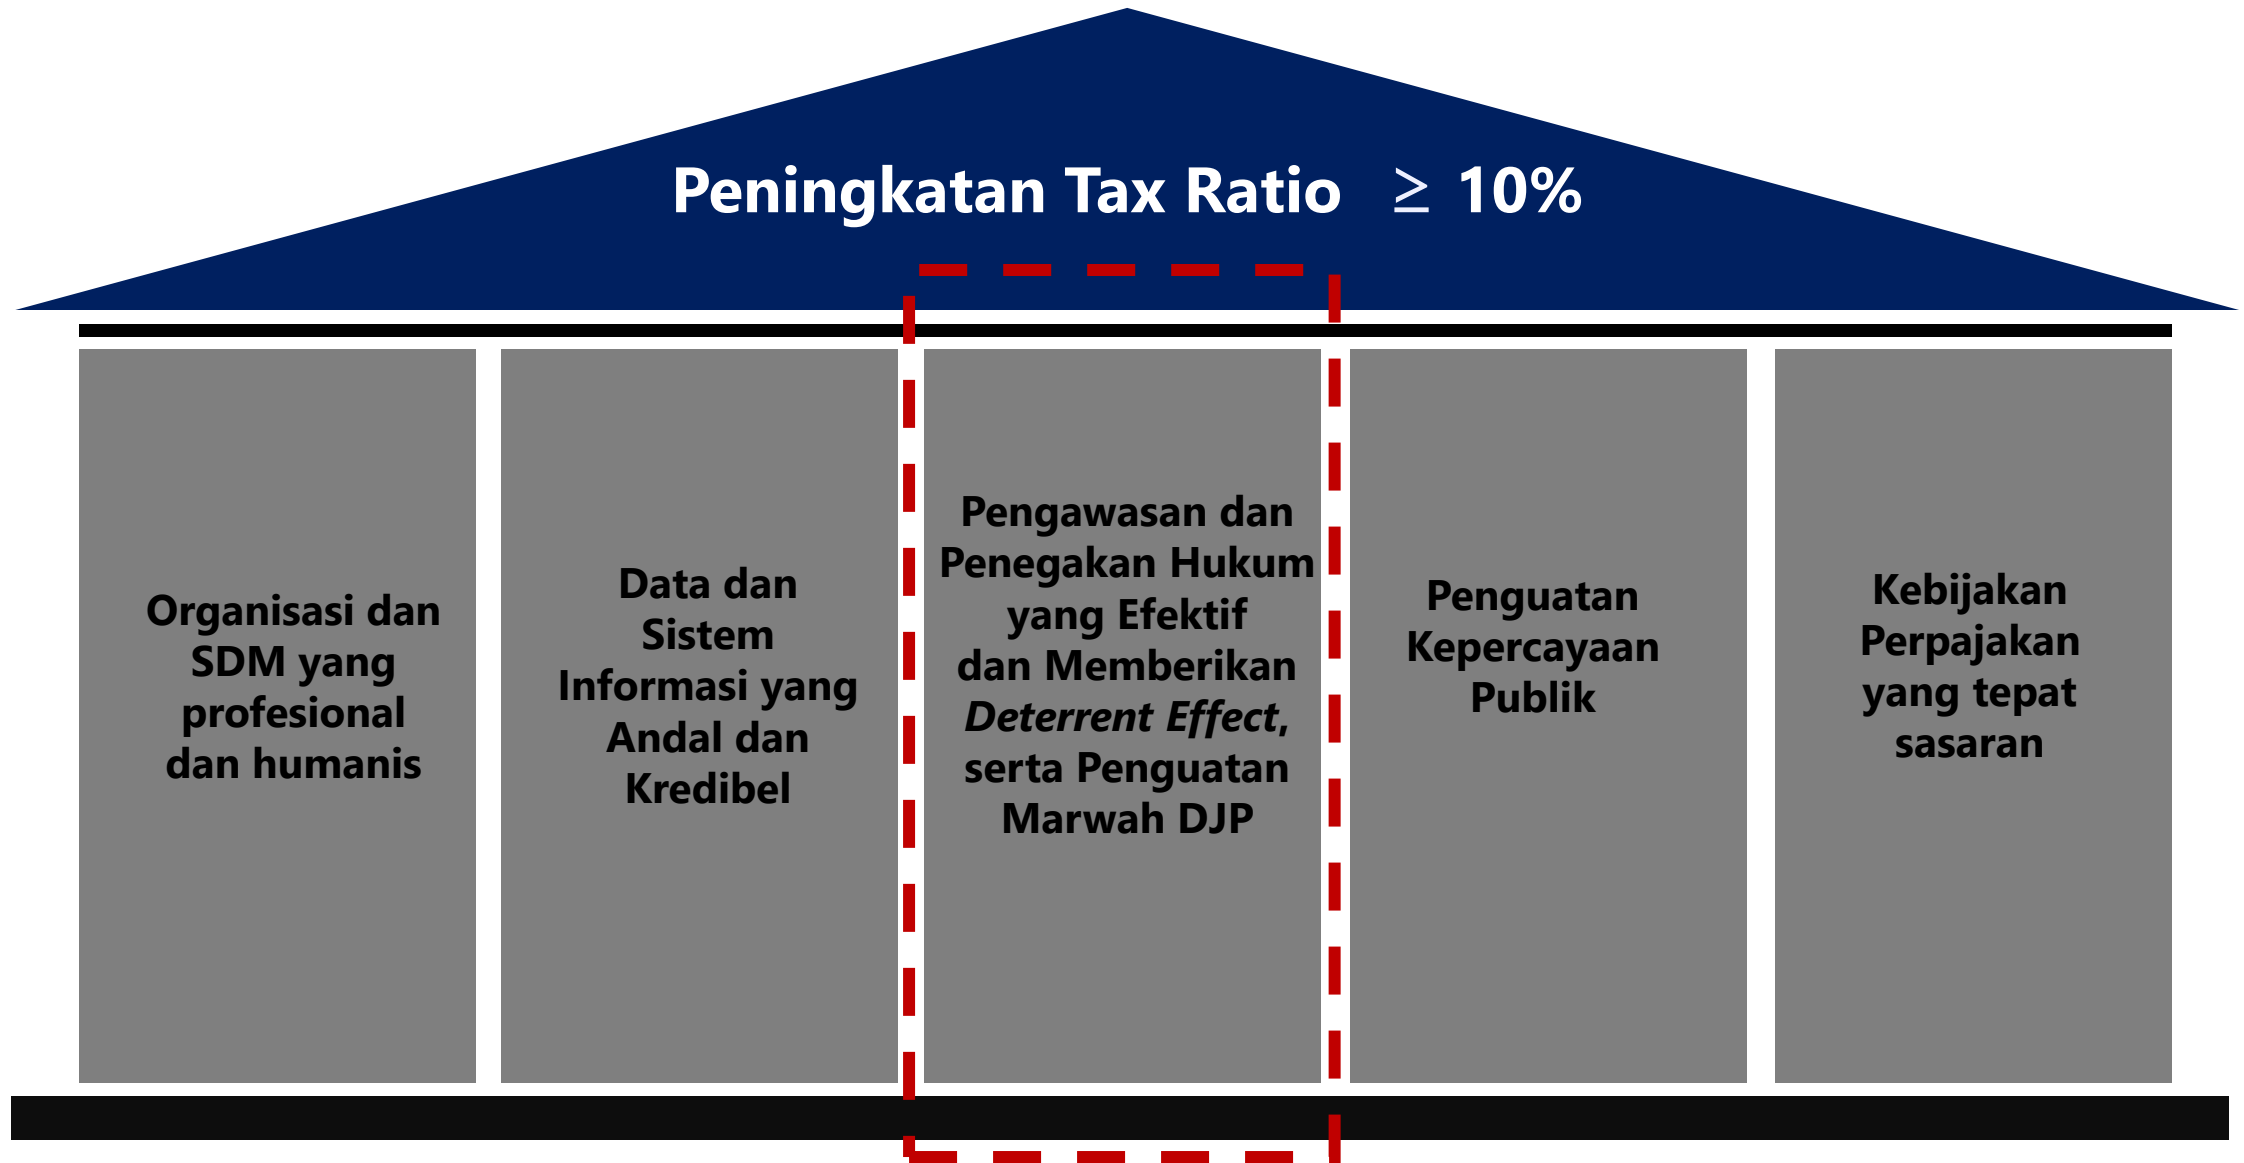 Peningkatan Tax Ratio ≥ 10%
Organisasi dan
SDM yang
profesional
dan humanis
Data dan
Sistem
Informasi yang
Andal dan
Kredibel
Pengawasan dan
Penegakan Hukum
yang Efektif
dan Memberikan
Deterrent Effect,
serta Penguatan
Marwah DJP
Penguatan
Kepercayaan
Publik
Kebijakan
Perpajakan
yang tepat
sasaran